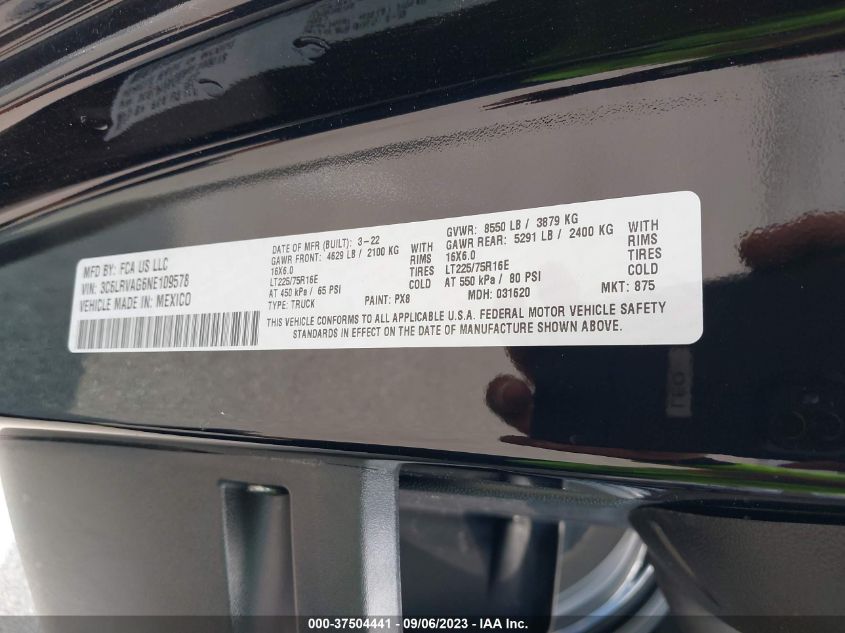 MFD BY: FCA US LLC
VIN: 3C6LRVAG6NE109578
VEHICLE MADE IN: MEXICO
DATE OF MFR (BUILT): 3-22
GAWR FRONT: 4629 LB / 2100 KG WITH
16X6.0 RIMS
LT225/75R16E TIRES
AT 450 kPa / 65 PSI COLD
TYPE: TRUCK PAINT: PX8
GVWR: 8550 LB / 3879 KG
GAWR REAR: 5291 LB / 2400 KG WITH
16X6.0 RIMS
LT225/75R16E TIRES
AT 550 kPa / 80 PSI COLD
MDH: 031620 MKT: 875
THIS VEHICLE CONFORMS TO ALL APPLICABLE U.S.A. FEDERAL MOTOR VEHICLE SAFETY
STANDARDS IN EFFECT ON THE DATE OF MANUFACTURE SHOWN ABOVE.
000-37504441 - 09/06/2023 - IAA Inc.